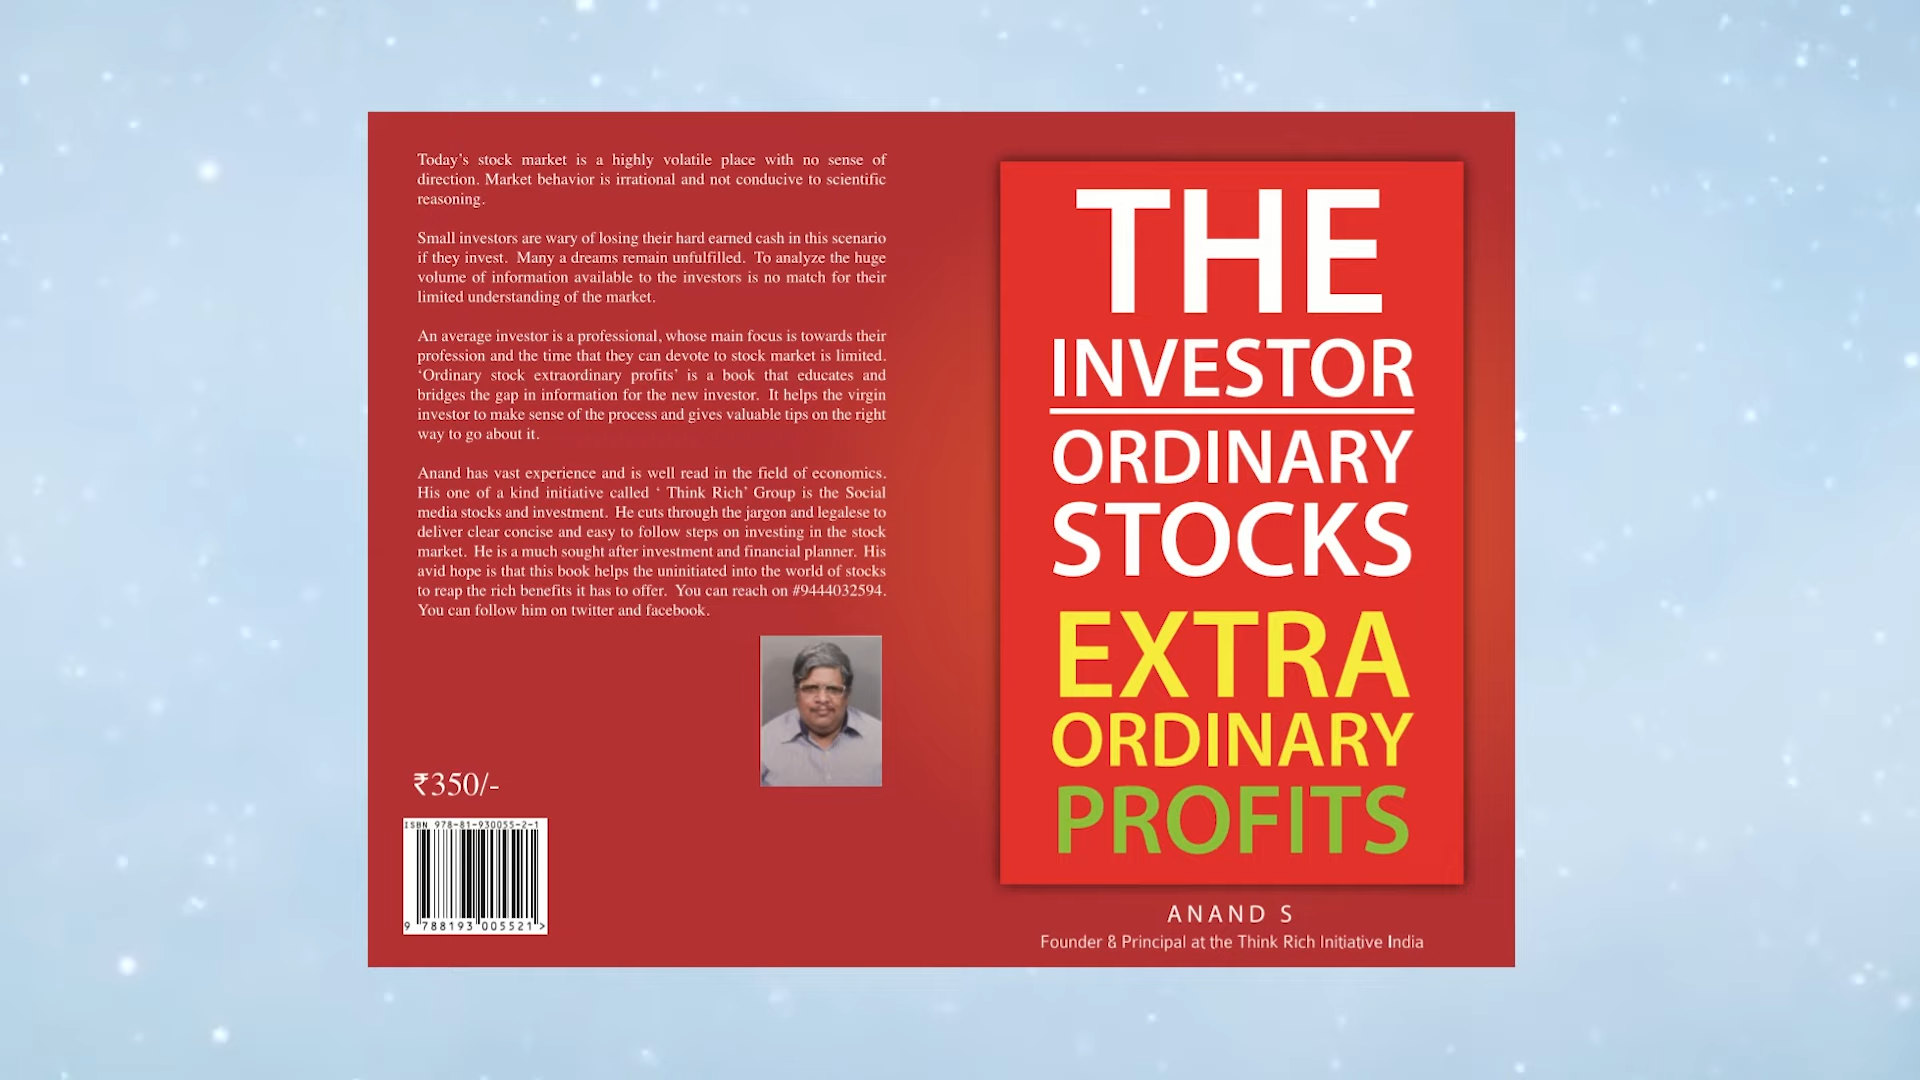 Today's stock market is a highly volatile place with no sense of
direction. Market behavior is irrational and not conducive to scientific
reasoning.
Small investors are wary of losing their hard earned cash in this scenario
if they invest. Many a dreams remain unfulfilled. To analyze the huge
volume of information available to the investors is no match for their
limited understanding of the market.
An average investor is a professional, whose main focus is towards their
profession and the time that they can devote to stock market is limited.
‘Ordinary stock extraordinary profits’ is a book that educates and
bridges the gap in information for the new investor. It helps the virgin
investor to make sense of the process and gives valuable tips on the right
way to go about it.
Anand has vast experience and is well read in the field of economics.
His one of a kind initiative called ‘ Think Rich’ Group is the Social
media stocks and investment. He cuts through the jargon and legalese to
deliver clear concise and easy to follow steps on investing in the stock
market. He is a much sought after investment and financial planner. His
avid hope is that this book helps the uninitiated into the world of stocks
to reap the rich benefits it has to offer. You can reach on #9444032594.
You can follow him on twitter and facebook.
₹350/-
ISBN 978-81-930055-2-1
9 788193 005521>
THE
INVESTOR
ORDINARY
STOCKS
EXTRA
ORDINARY
PROFITS
ANAND S
Founder & Principal at the Think Rich Initiative India